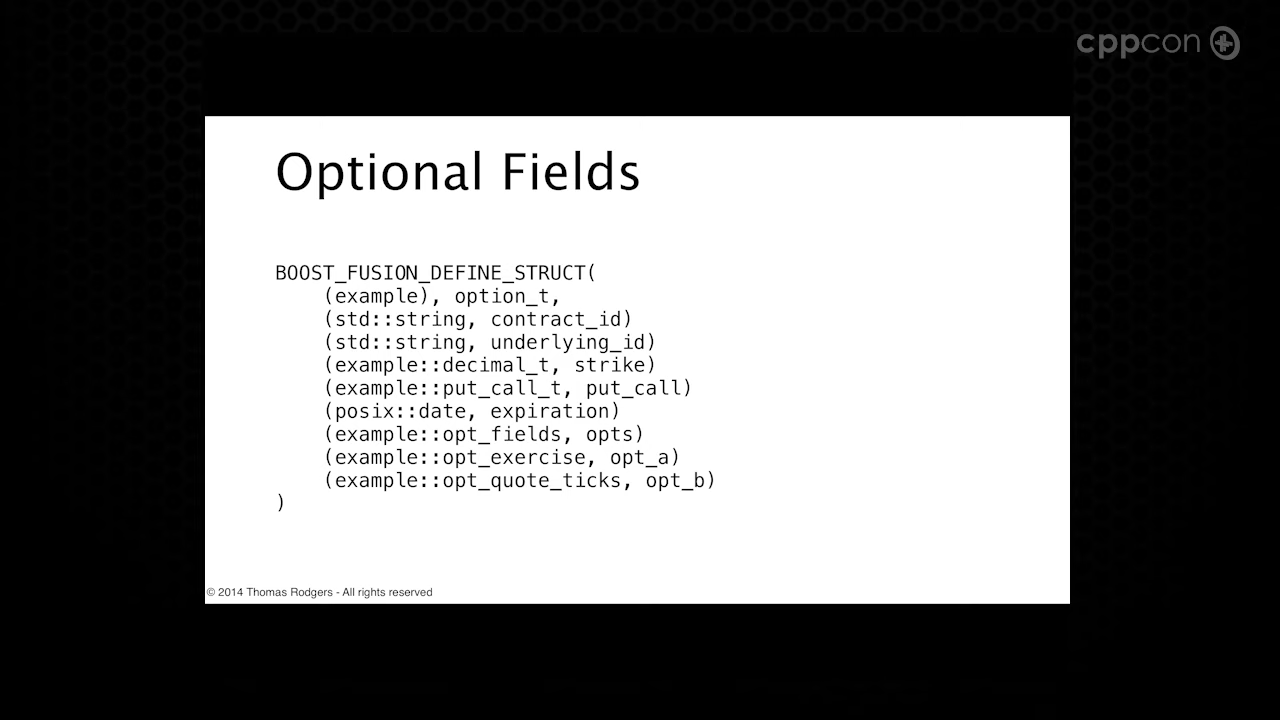 cppcon
Optional Fields
BOOST_FUSION_DEFINE_STRUCT(
    (example), option_t,
    (std::string, contract_id)
    (std::string, underlying_id)
    (example::decimal_t, strike)
    (example::put_call_t, put_call)
    (posix::date, expiration)
    (example::opt_fields, opts)
    (example::opt_exercise, opt_a)
    (example::opt_quote_ticks, opt_b)
)
© 2014 Thomas Rodgers - All rights reserved